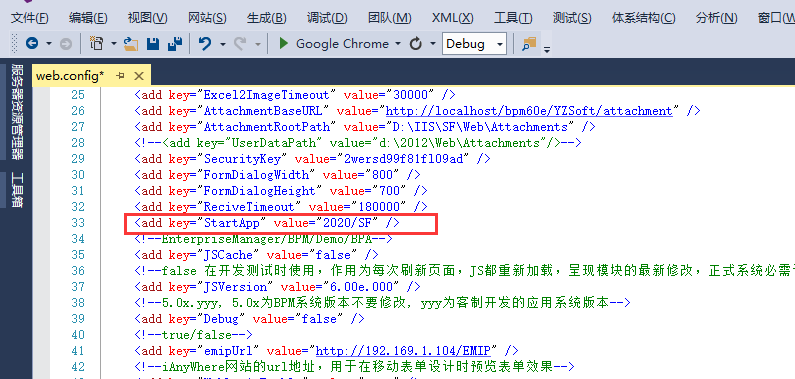 文件(F) 编辑(E) 视图(V) 网站(S) 生成(B) 调试(D) 团队(M) XML(X) 工具(T) 测试(S) 体系结构(C) 分析(N) 窗口(W
Google Chrome Debug
服务器资源管理器
工具箱
web.config*
25 <add key="Excel2ImageTimeout" value="30000" />
26 <add key="AttachmentBaseURL" value="http://localhost/bpm60e/YZSoft/attachment" />
27 <add key="AttachmentRootPath" value="D:\IIS\SF\Web\Attachments" />
28 <!--<add key="UserDataPath" value="d:\2012\Web\Attachments"/>-->
29 <add key="SecurityKey" value="2wersd99f81fl09ad" />
30 <add key="FormDialogWidth" value="800" />
31 <add key="FormDialogHeight" value="700" />
32 <add key="ReciveTimeout" value="180000" />
33 <add key="StartApp" value="2020/SF" />
34 <!--EnterpriseManager/BPM/Demo/BPA-->
35 <add key="JSCache" value="false" />
36 <!--false 在开发测试时使用，作用为每次刷新页面，JS都重新加载，呈现模块的最新修改，正式系统必需
37 <add key="JSVersion" value="6.00e.000" />
38 <!--5.0x.yyy, 5.0x为BPM系统版本不要修改, yyy为客制开发的应用系统版本-->
39 <add key="Debug" value="false" />
40 <!--true/false-->
41 <add key="emipUrl" value="http://192.169.1.104/EMIP" />
42 <!--iAnyWhere网站的url地址，用于在移动表单设计时预览表单效果-->